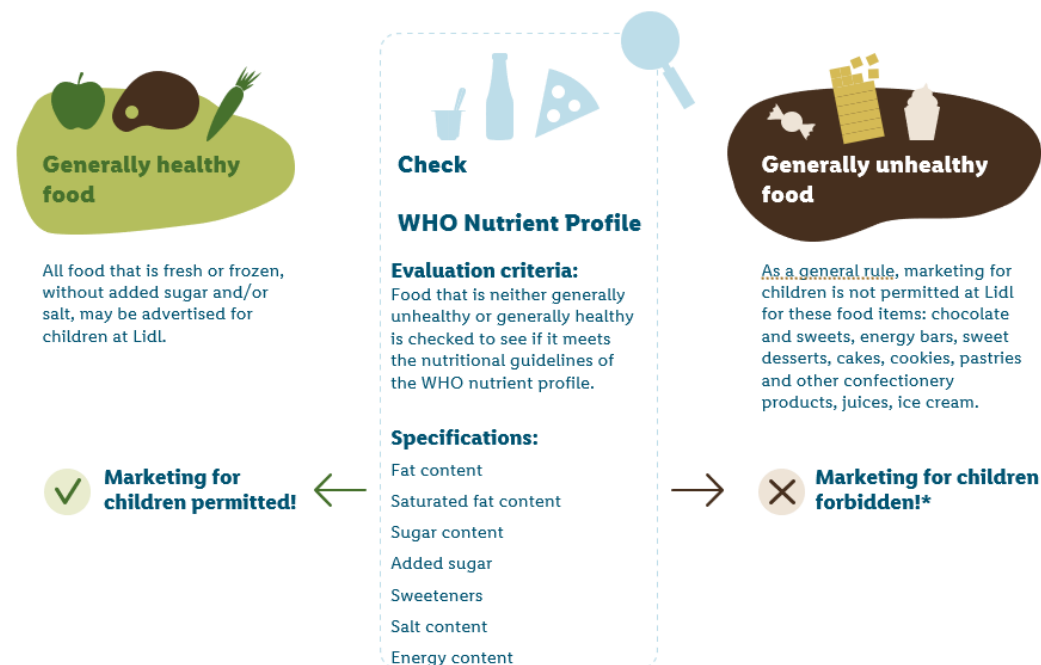 Generally healthy
food
All food that is fresh or frozen,
without added sugar and/or
salt, may be advertised for
children at Lidl.
Marketing for
children permitted!
Check
WHO Nutrient Profile
Evaluation criteria:
Food that is neither generally
unhealthy or generally healthy
is checked to see if it meets
the nutritional guidelines of
the WHO nutrient profile.
Specifications:
Fat content
Saturated fat content
Sugar content
Added sugar
Sweeteners
Salt content
Energy content
Generally unhealthy
food
As a general rule, marketing for
children is not permitted at Lidl
for these food items: chocolate
and sweets, energy bars, sweet
desserts, cakes, cookies, pastries
and other confectionery
products, juices, ice cream.
Marketing for children
forbidden!*